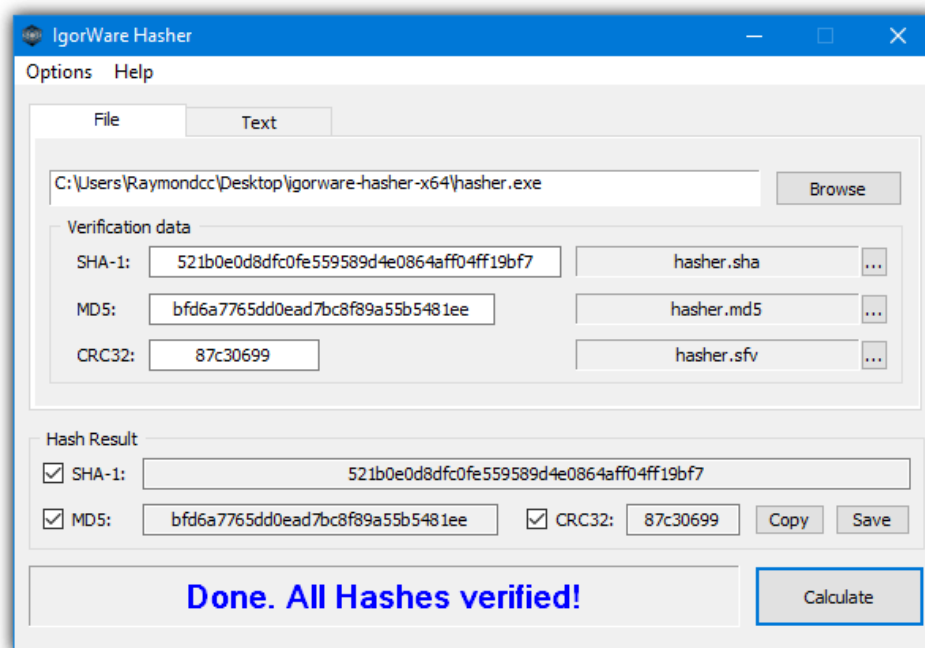 IgorWare Hasher
Options Help
File Text
C:\Users\Raymondcc\Desktop\igorware-hasher-x64\hasher.exe Browse
Verification data
SHA-1: 521b0e0d8dfc0fe559589d4e0864aff04ff19bf7 hasher.sha ...
MD5: bfd6a7765dd0ead7bc8f89a55b5481ee hasher.md5 ...
CRC32: 87c30699 hasher.sfv ...
Hash Result
SHA-1: 521b0e0d8dfc0fe559589d4e0864aff04ff19bf7
MD5: bfd6a7765dd0ead7bc8f89a55b5481ee CRC32: 87c30699 Copy Save
Done. All Hashes verified! Calculate